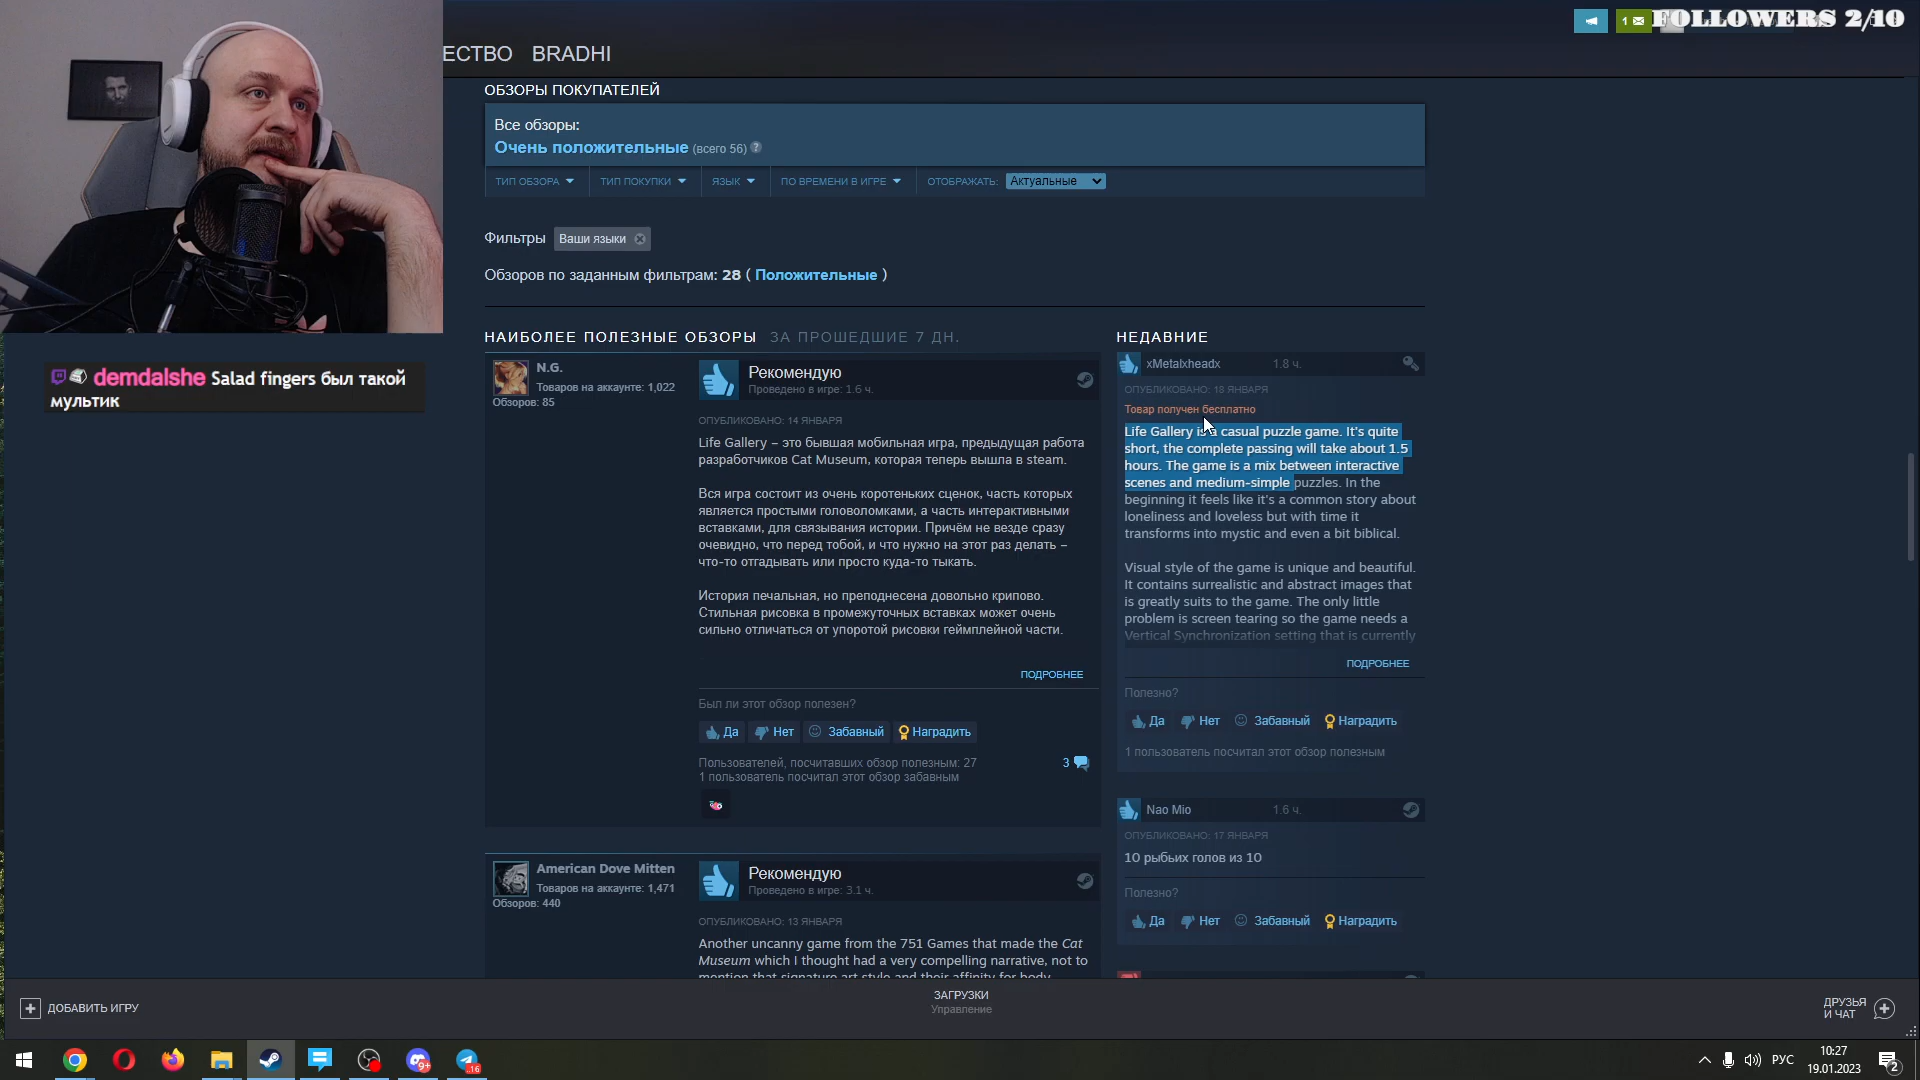 1
FOLLOWERS 2/10
ЕСТВО BRADHI
ОБЗОРЫ ПОКУПАТЕЛЕЙ
Все обзоры:
Очень положительные (всего 56) ?
ТИП ОБЗОРА ТИП ПОКУПКИ ЯЗЫК ПО ВРЕМЕНИ В ИГРЕ ОТОБРАЖАТЬ: Актуальные
Фильтры Ваши языки
Обзоров по заданным фильтрам: 28 ( Положительные )
НАИБОЛЕЕ ПОЛЕЗНЫЕ ОБЗОРЫ ЗА ПРОШЕДШИЕ 7 ДН.
demdalshe Salad fingers был такой
мультик
N.G.
Товаров на аккаунте: 1,022
Обзоров: 85
Рекомендую
Проведено в игре: 1.6 ч.
ОПУБЛИКОВАНО: 14 ЯНВАРЯ
Life Gallery – это бывшая мобильная игра, предыдущая работа
разработчиков Cat Museum, которая теперь вышла в steam.
Вся игра состоит из очень коротеньких сценок, часть которых
является простыми головоломками, а часть интерактивными
вставками, для связывания истории. Причём не везде сразу
очевидно, что перед тобой, и что нужно на этот раз делать –
что-то отгадывать или просто куда-то тыкать.
История печальная, но преподнесена довольно крипово.
Стильная рисовка в промежуточных вставках может очень
сильно отличаться от упоротой рисовки геймплейной части.
ПОДРОБНЕЕ
Был ли этот обзор полезен?
Да Нет Забавный Наградить
Пользователей, посчитавших обзор полезным: 27
1 пользователь посчитал этот обзор забавным
3
American Dove Mitten
Товаров на аккаунте: 1,471
Обзоров: 440
Рекомендую
Проведено в игре: 3.1 ч.
ОПУБЛИКОВАНО: 13 ЯНВАРЯ
Another uncanny game from the 751 Games that made the Cat
Museum which I thought had a very compelling narrative, not to
mention that signature art style and their affinity for body
НЕДАВНИЕ
xMetalxheadx 1.8 ч.
ОПУБЛИКОВАНО: 18 ЯНВАРЯ
Товар получен бесплатно
Life Gallery is a casual puzzle game. It's quite
short, the complete passing will take about 1.5
hours. The game is a mix between interactive
scenes and medium-simple puzzles. In the
beginning it feels like it's a common story about
loneliness and loveless but with time it
transforms into mystic and even a bit biblical.
Visual style of the game is unique and beautiful.
It contains surrealistic and abstract images that
is greatly suits to the game. The only little
problem is screen tearing so the game needs a
Vertical Synchronization setting that is currently
ПОДРОБНЕЕ
Полезно?
Да Нет Забавный Наградить
1 пользователь посчитал этот обзор полезным
Nao Mio 1.6 ч.
ОПУБЛИКОВАНО: 17 ЯНВАРЯ
10 рыбьих голов из 10
Полезно?
Да Нет Забавный Наградить
ДОБАВИТЬ ИГРУ
ЗАГРУЗКИ
Управление
ДРУЗЬЯ
И ЧАТ
9+
16
РУС
10:27
19.01.2023
2